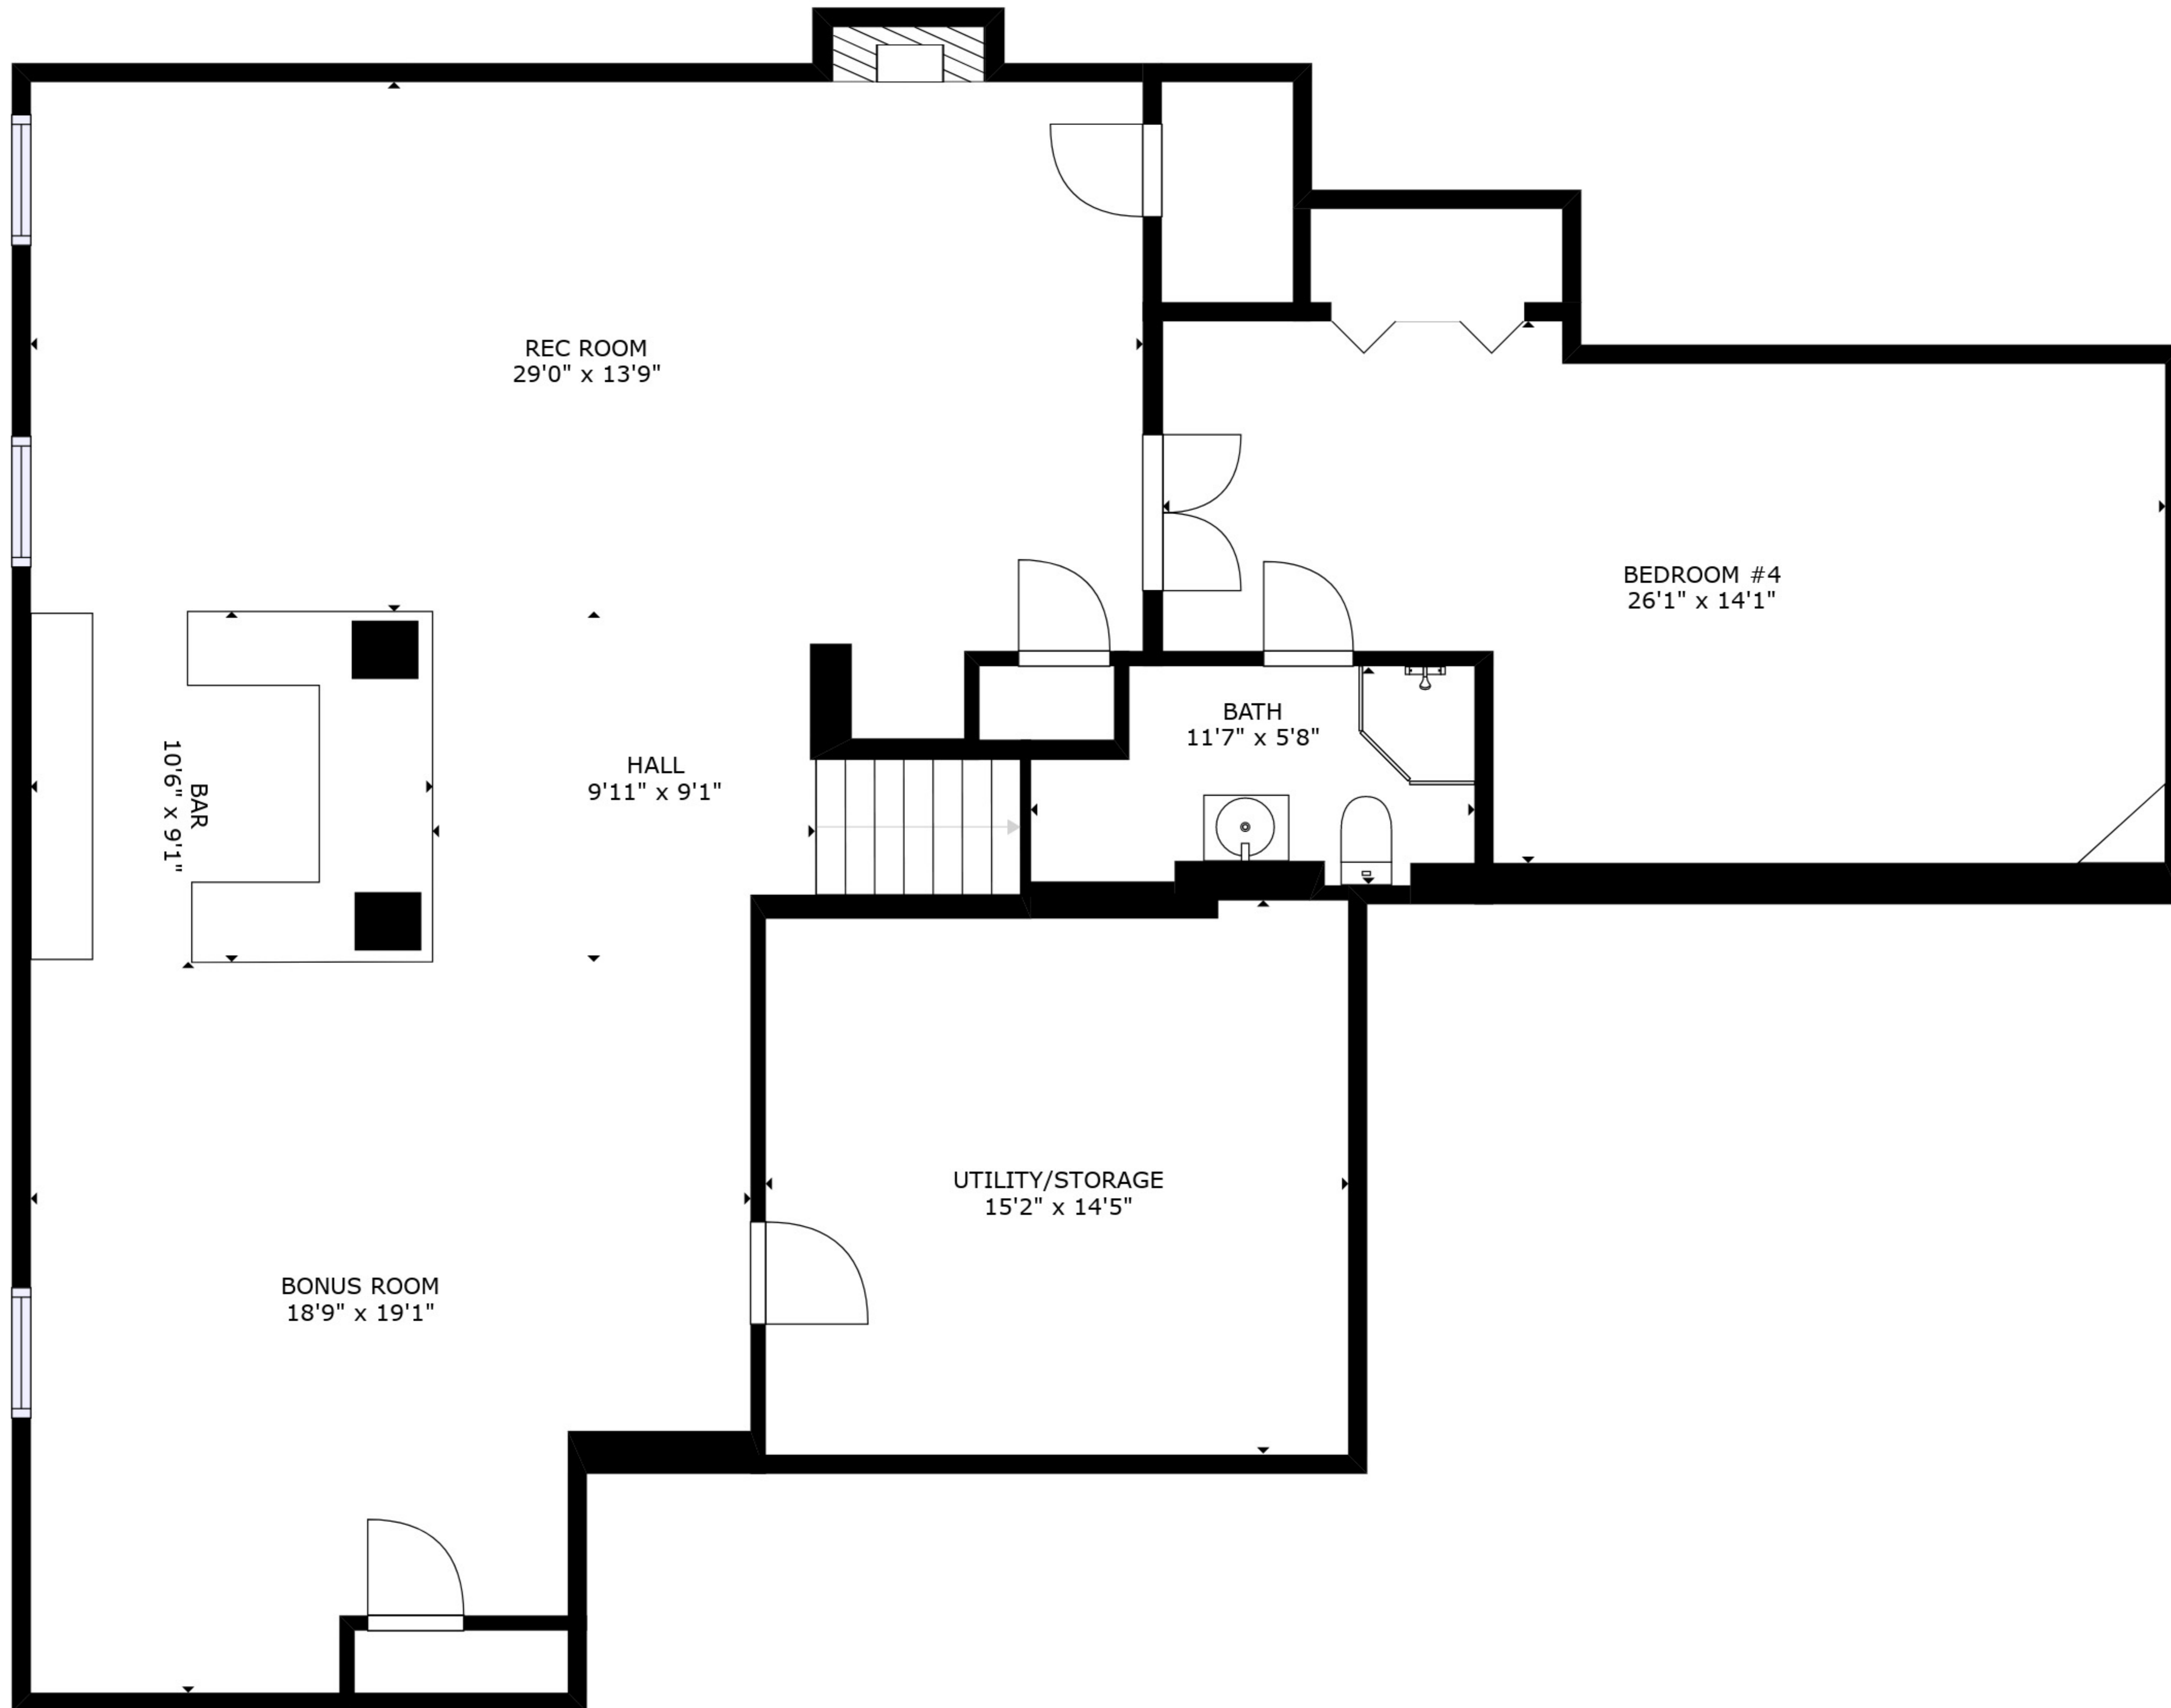 REC ROOM
29'0" x 13'9"
BEDROOM #4
26'1" x 14'1"
BATH
11'7" x 5'8"
HALL
9'11" x 9'1"
BAR
10'6" x 9'1"
UTILITY/STORAGE
15'2" x 14'5"
BONUS ROOM
18'9" x 19'1"